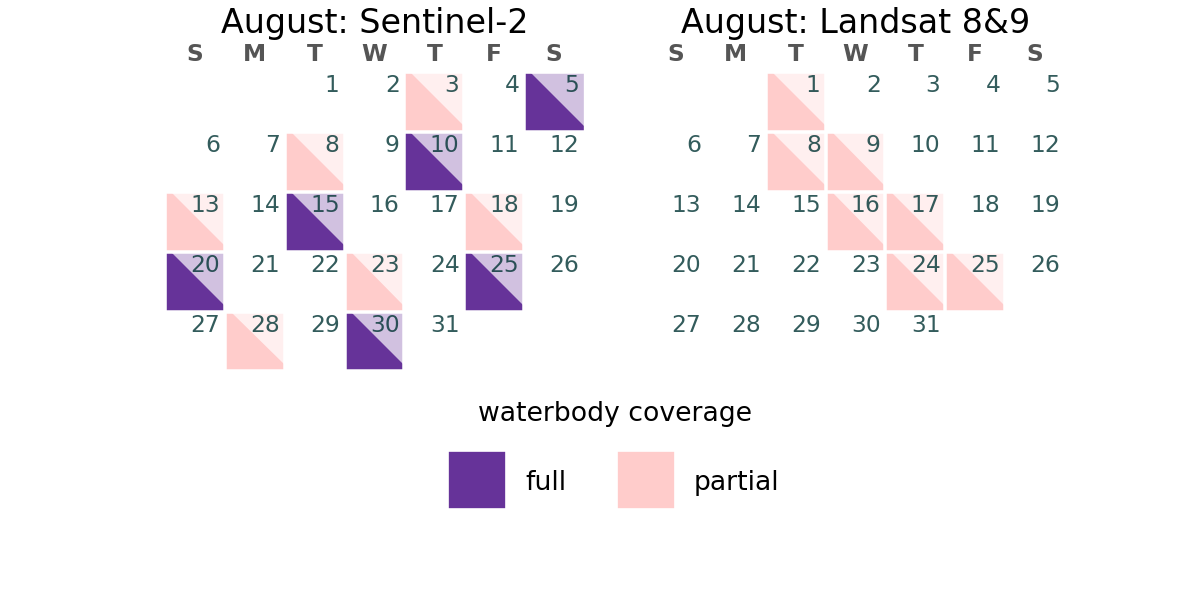 August: Sentinel-2
S M T W T F S
1 2 3 4 5
6 7 8 9 10 11 12
13 14 15 16 17 18 19
20 21 22 23 24 25 26
27 28 29 30 31
August: Landsat 8&9
S M T W T F S
1 2 3 4 5
6 7 8 9 10 11 12
13 14 15 16 17 18 19
20 21 22 23 24 25 26
27 28 29 30 31
waterbody coverage
full
partial